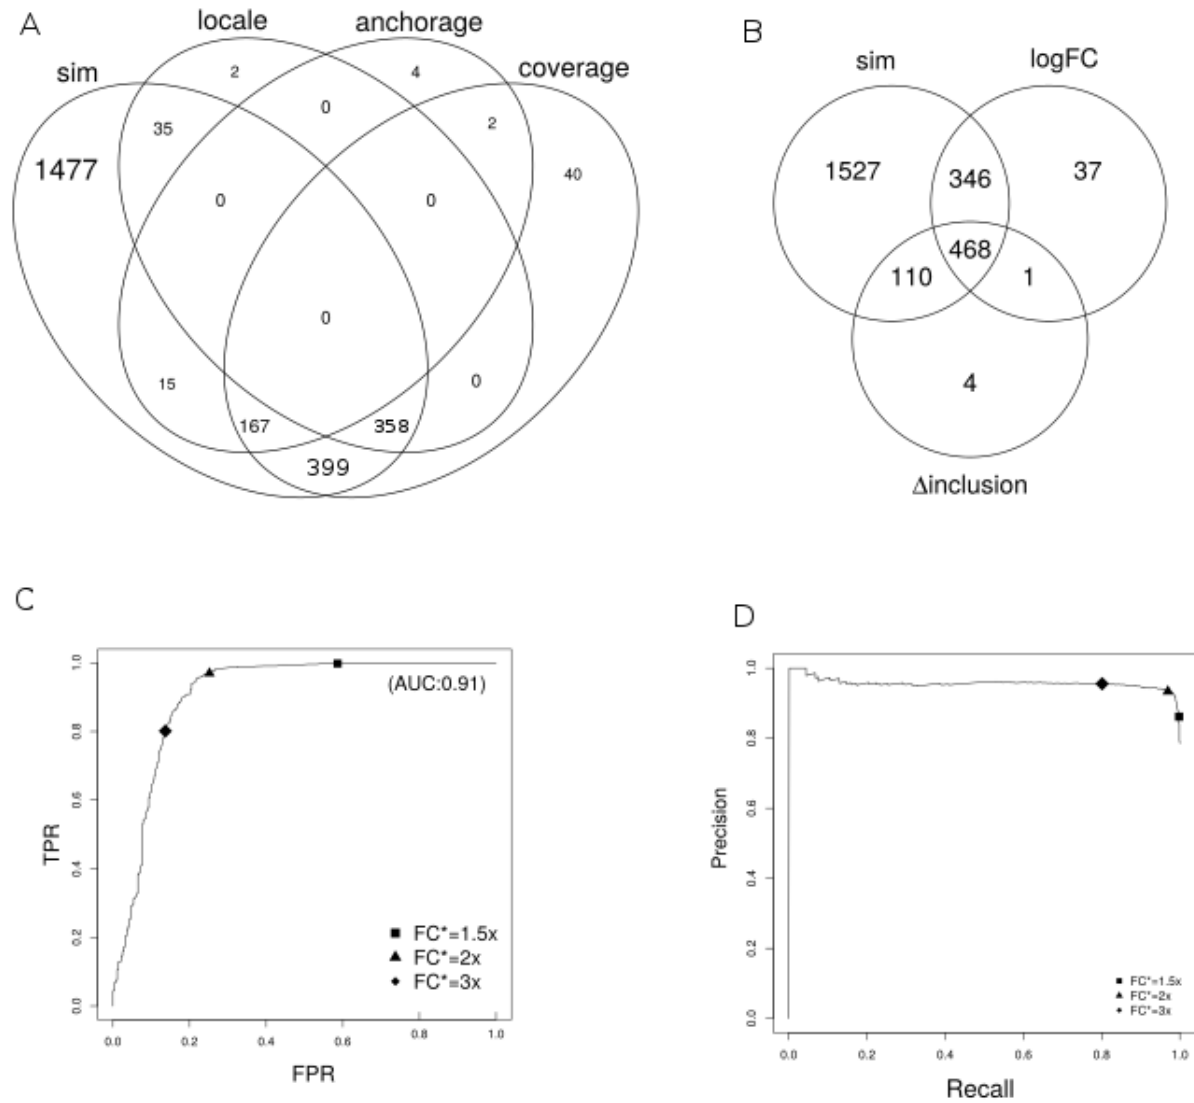 A
locale
anchorage
sim
coverage
2
4
0
2
35
1477
40
0
0
0
15
0
167
358
399
B
sim
logFC
1527
346
37
468
110
1
4
Δinclusion
C
1.0
0.8
0.6
0.4
0.2
0.0
TPR
(AUC:0.91)
FC*=1.5x
FC*=2x
FC*=3x
0.0
0.2
0.4
0.6
0.8
1.0
FPR
D
1.0
0.8
0.6
0.4
0.2
0.0
Precision
FC*=1.5x
FC*=2x
FC*=3x
0.0
0.2
0.4
0.6
0.8
1.0
Recall